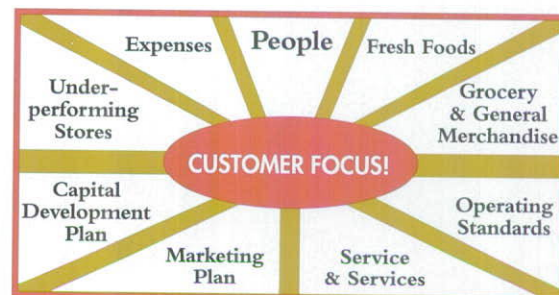 Expenses
People
Fresh Foods
Under-
performing
Stores
Grocery
& General
Merchandise
CUSTOMER FOCUS!
Capital
Development
Plan
Operating
Standards
Marketing
Plan
Service
& Services